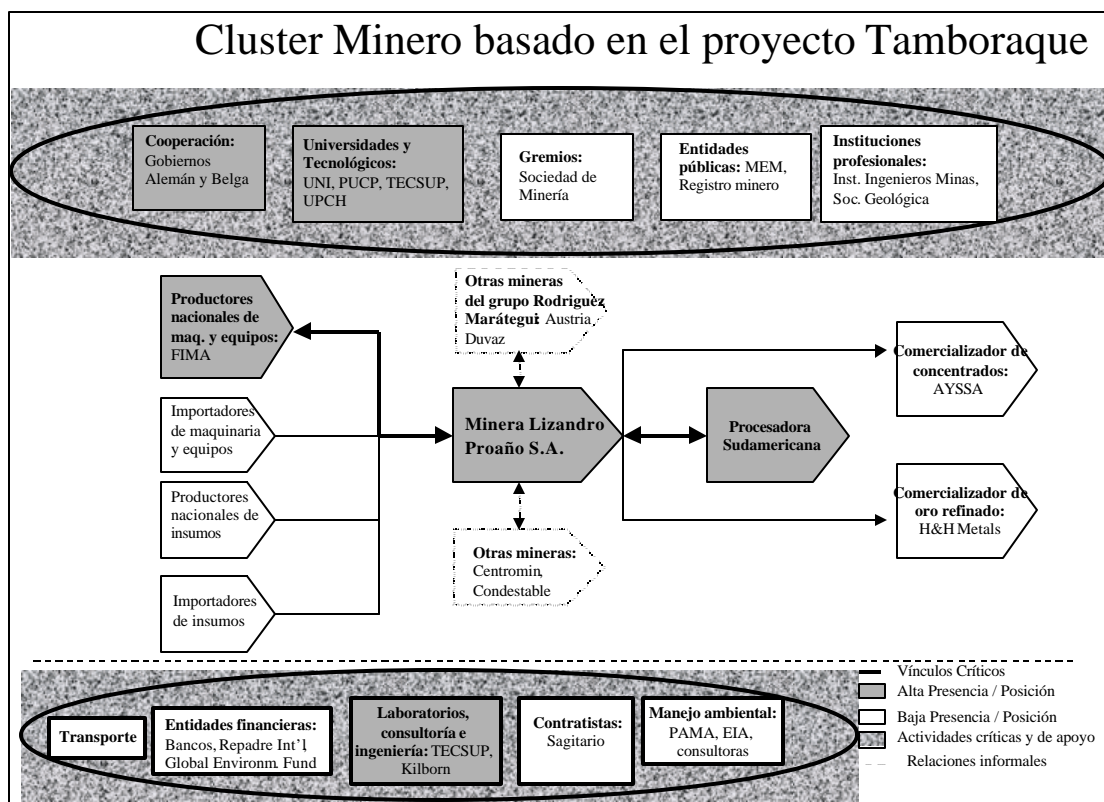 Cluster Minero basado en el proyecto Tamboraque
Cooperación:
Gobiernos
Alemán y Belga
Universidades y
Tecnológicos:
UNI, PUCP, TECSUP,
UPCH
Gremios:
Sociedad de
Minería
Entidades
públicas: MEM,
Registro minero
Instituciones
profesionales:
Inst. Ingenieros Minas,
Soc. Geológica
Productores
nacionales de
maq. y equipos:
FIMA
Importadores
de maquinaria
y equipos
Productores
nacionales de
insumos
Importadores
de insumos
Otras mineras
del grupo Rodriguez
Marátegui: Austria
Duvaz
Minera Lizandro
Proaño S.A.
Otras mineras:
Centromin,
Condestable
Procesadora
Sudamericana
Comercializador de
concentrados:
AYSSA
Comercializador de
oro refinado:
H&H Metals
Transporte
Entidades financieras:
Bancos, Repadre Int'l,
Global Environm. Fund
Laboratorios,
consultoría e
ingeniería: TECSUP,
Kilborn
Contratistas:
Sagitario
Manejo ambiental:
PAMA, EIA,
consultoras
Vínculos Críticos
Alta Presencia / Posición
Baja Presencia / Posición
Actividades críticas y de apoyo
Relaciones informales